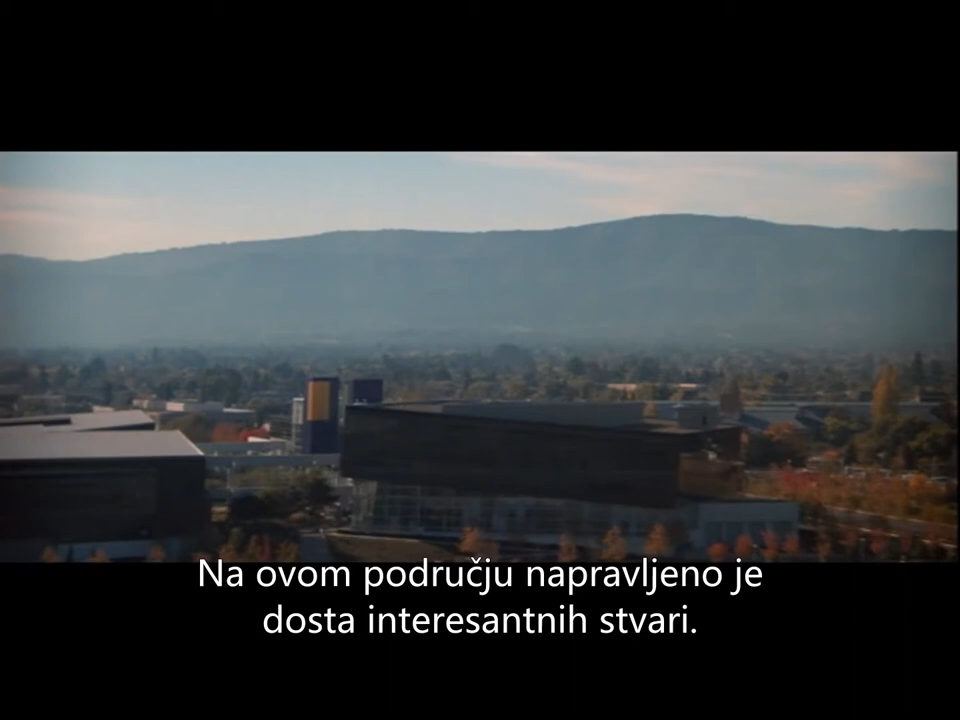 Na ovom području napravljeno je
dosta interesantnih stvari.